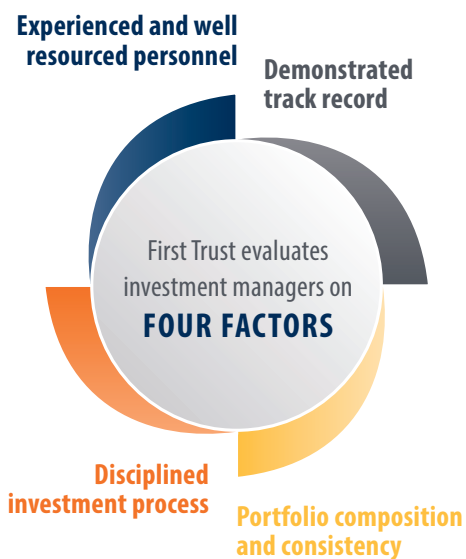 Experienced and well
resourced personnel
Demonstrated
track record
First Trust evaluates
investment managers on
FOUR FACTORS
Disciplined
investment process
Portfolio composition
and consistency